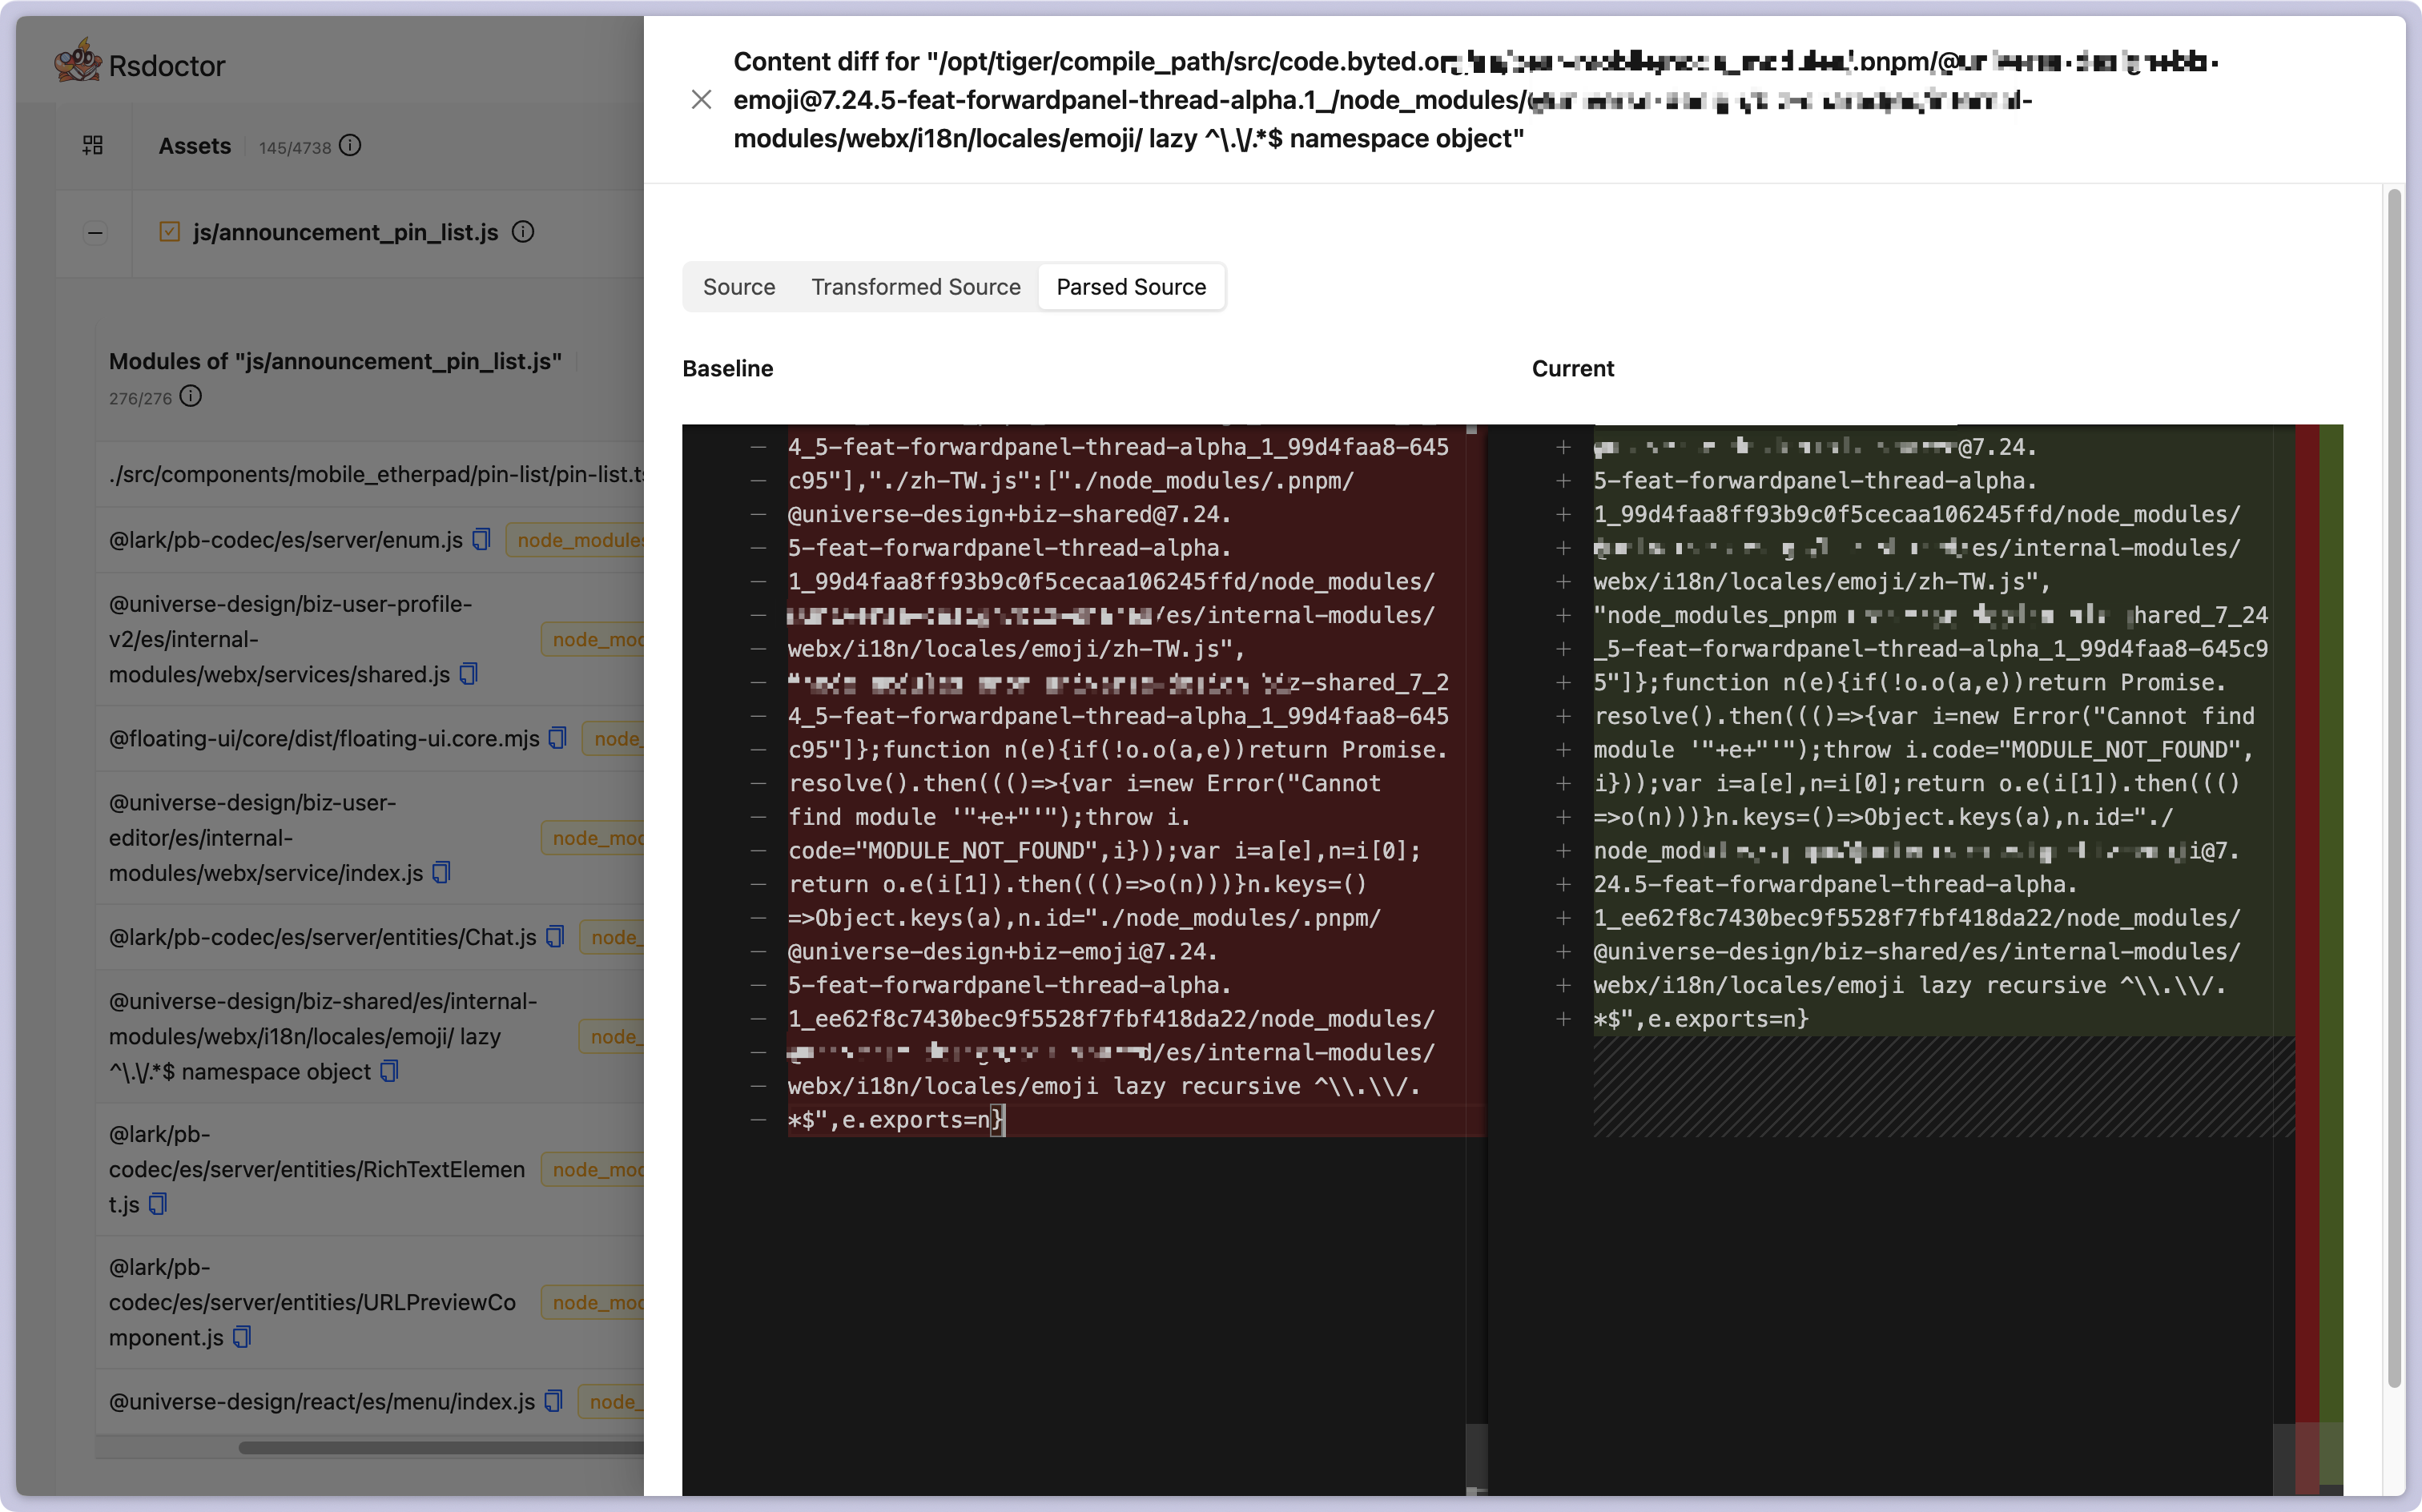 Rsdoctor
Assets 145/4738
js/announcement_pin_list.js
Modules of "js/announcement_pin_list.js"
276/276
./src/components/mobile_etherpad/pin-list/pin-list.ts
@lark/pb-codec/es/server/enum.js node_modules
@universe-design/biz-user-profile-
v2/es/internal-
modules/webx/services/shared.js
node_mod
@floating-ui/core/dist/floating-ui.core.mjs node_
@universe-design/biz-user-
editor/es/internal-
modules/webx/service/index.js
node_mod
@lark/pb-codec/es/server/entities/Chat.js node_
@universe-design/biz-shared/es/internal-
modules/webx/i18n/locales/emoji/ lazy
^\.\/.*$ namespace object
node_
@lark/pb-
codec/es/server/entities/RichTextElemen
t.js
node_mod
@lark/pb-
codec/es/server/entities/URLPreviewCo
mponent.js
node_mod
@universe-design/react/es/menu/index.js node_
Content diff for "/opt/tiger/compile_path/src/code.byted.or .pnpm/@
emoji@7.24.5-feat-forwardpanel-thread-alpha.1_/node_modules/ -
modules/webx/i18n/locales/emoji/ lazy ^\.\/.*$ namespace object"
Source Transformed Source Parsed Source
Baseline
4_5-feat-forwardpanel-thread-alpha_1_99d4faa8-645
c95"],"./zh-TW.js":["./node_modules/.pnpm/
@universe-design+biz-shared@7.24.
5-feat-forwardpanel-thread-alpha.
1_99d4faa8ff93b9c0f5cecaa106245ffd/node_modules/
/es/internal-modules/
webx/i18n/locales/emoji/zh-TW.js",
z-shared_7_2
4_5-feat-forwardpanel-thread-alpha_1_99d4faa8-645
c95"]};function n(e){if(!o.o(a,e))return Promise.
resolve().then((()=>{var i=new Error("Cannot
find module '"+e+"'");throw i.
code="MODULE_NOT_FOUND",i}));var i=a[e],n=i[0];
return o.e(i[1]).then((()=>o(n)))}n.keys=()
=>Object.keys(a),n.id="./node_modules/.pnpm/
@universe-design+biz-emoji@7.24.
5-feat-forwardpanel-thread-alpha.
1_ee62f8c7430bec9f5528f7fbf418da22/node_modules/
d/es/internal-modules/
webx/i18n/locales/emoji lazy recursive ^\\.\\/.
*$",e.exports=n}
Current
@7.24.
5-feat-forwardpanel-thread-alpha.
1_99d4faa8ff93b9c0f5cecaa106245ffd/node_modules/
es/internal-modules/
webx/i18n/locales/emoji/zh-TW.js",
"node_modules_pnpm hared_7_24
_5-feat-forwardpanel-thread-alpha_1_99d4faa8-645c9
5"]};function n(e){if(!o.o(a,e))return Promise.
resolve().then((()=>{var i=new Error("Cannot find
module '"+e+"'");throw i.code="MODULE_NOT_FOUND",
i}));var i=a[e],n=i[0];return o.e(i[1]).then((()
=>o(n)))}n.keys=()=>Object.keys(a),n.id="./
node_mod i@7.
24.5-feat-forwardpanel-thread-alpha.
1_ee62f8c7430bec9f5528f7fbf418da22/node_modules/
@universe-design/biz-shared/es/internal-modules/
webx/i18n/locales/emoji lazy recursive ^\\.\\/.
*$",e.exports=n}